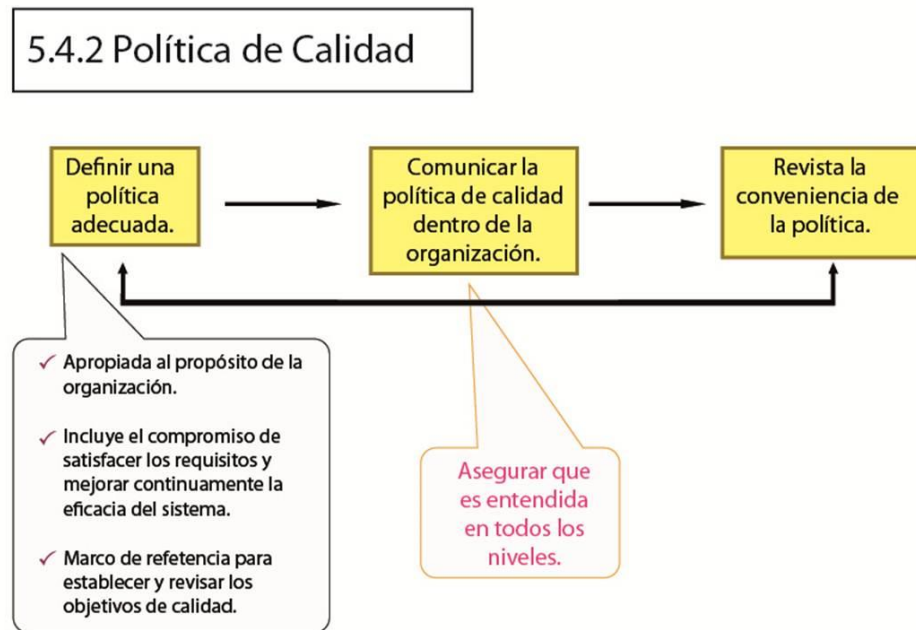 5.4.2 Política de Calidad
Definir una
política
adecuada.
Comunicar la
política de calidad
dentro de la
organización.
Revista la
conveniencia de
la política.
✓ Apropiada al propósito de la
organización.
✓ Incluye el compromiso de
satisfacer los requisitos y
mejorar continuamente la
eficacia del sistema.
✓ Marco de refetencia para
establecer y revisar los
objetivos de calidad.
Asegurar que
es entendida
en todos los
niveles.